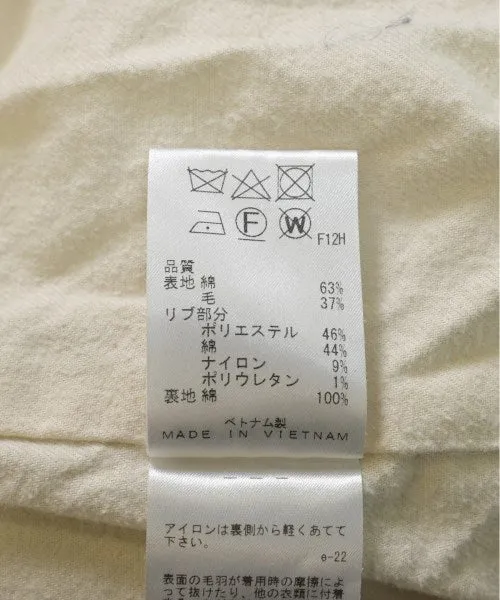 F W
F12H
品質
表地 綿 63%
毛 37%
リブ部分
ポリエステル 46%
綿 44%
ナイロン 9%
ポリウレタン 1%
裏地 綿 100%
ベトナム製
MADE IN VIETNAM
アイロンは裏側から軽くあてて
下さい。
e-22
表面の毛羽が着用時の摩擦によ
って抜けたり、他の衣類に付着